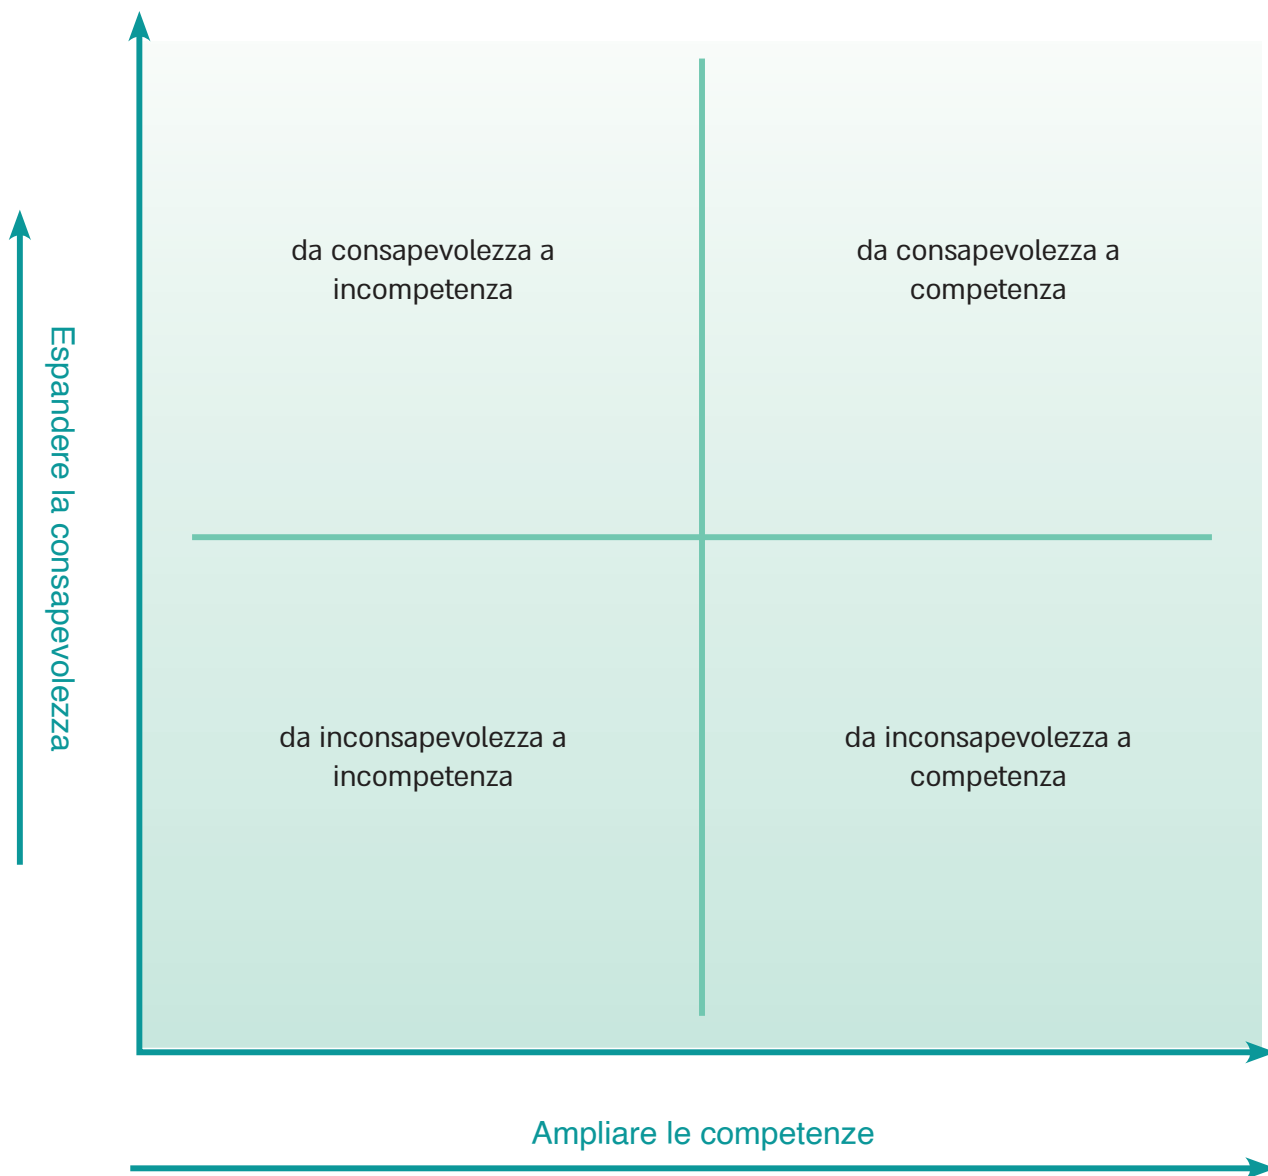 da consapevolezza a
incompetenza
da consapevolezza a
competenza
Espandere la consapevolezza
da inconsapevolezza a
incompetenza
da inconsapevolezza a
competenza
Ampliare le competenze